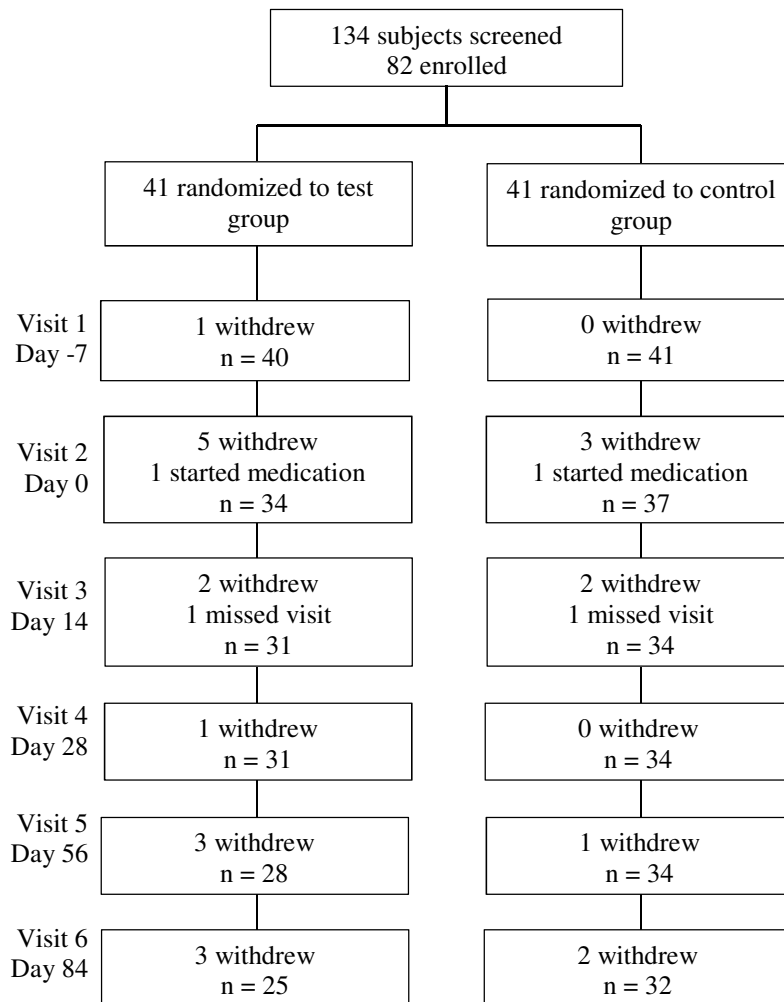 134 subjects screened
82 enrolled
41 randomized to test
group
41 randomized to control
group
Visit 1
Day -7
1 withdrew
n = 40
0 withdrew
n = 41
Visit 2
Day 0
5 withdrew
1 started medication
n = 34
3 withdrew
1 started medication
n = 37
Visit 3
Day 14
2 withdrew
1 missed visit
n = 31
2 withdrew
1 missed visit
n = 34
Visit 4
Day 28
1 withdrew
n = 31
0 withdrew
n = 34
Visit 5
Day 56
3 withdrew
n = 28
1 withdrew
n = 34
Visit 6
Day 84
3 withdrew
n = 25
2 withdrew
n = 32